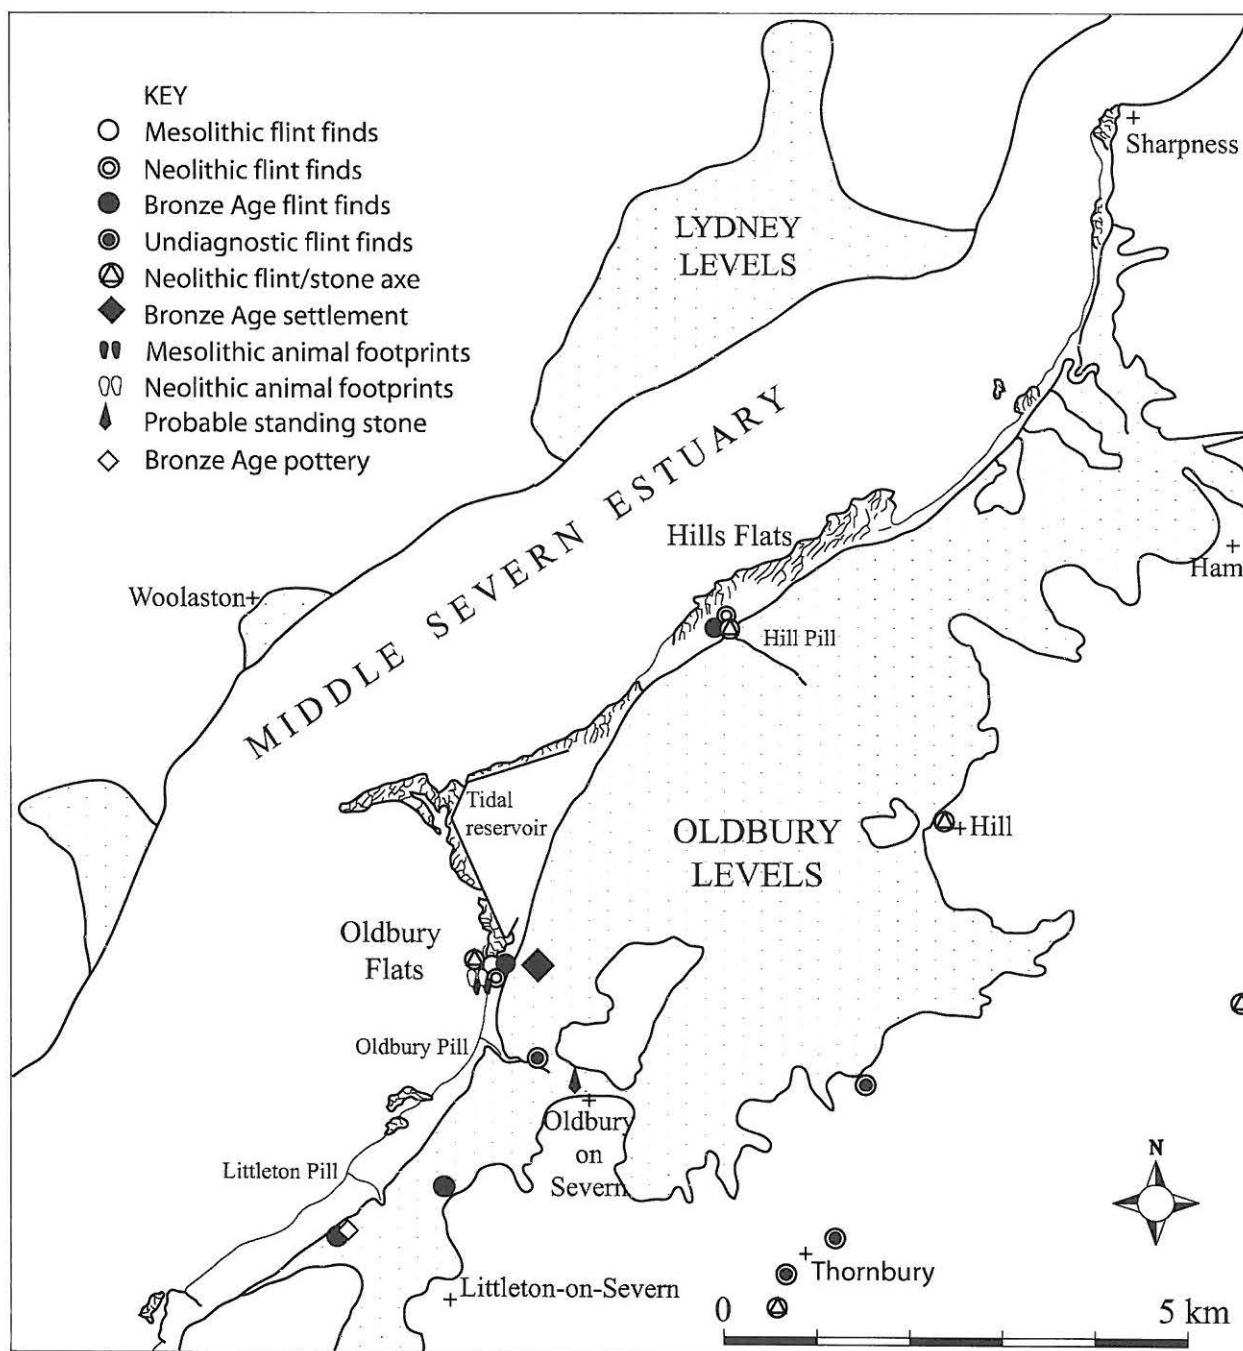 KEY
Mesolithic flint finds
Neolithic flint finds
Bronze Age flint finds
Undiagnostic flint finds
Neolithic flint/stone axe
Bronze Age settlement
Mesolithic animal footprints
Neolithic animal footprints
Probable standing stone
Bronze Age pottery
Sharpness
LYDNEY
LEVELS
MIDDLE SEVERN ESTUARY
Hills Flats
Ham
Woolaston
Hill Pill
Tidal
reservoir
OLDBURY
LEVELS
Hill
Oldbury
Flats
Oldbury Pill
Oldbury
on
Severn
Littleton Pill
N
Thornbury
Littleton-on-Severn
0
5 km